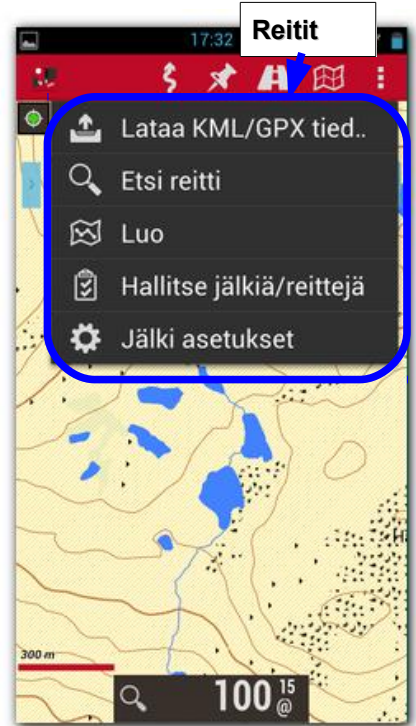 Reitit
17:32
Lataa KML/GPX tied..
Etsi reitti
Luo
Hallitse jälkiä/reittejä
Jälki asetukset
300 m
100 15 @